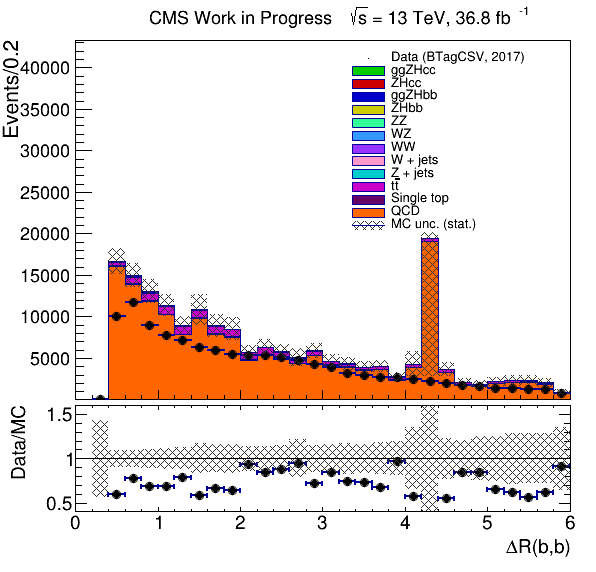 CMS Work in Progress √s = 13 TeV, 36.8 fb⁻¹
Events/0.2
40000
35000
30000
25000
20000
15000
10000
5000
Data (BTagCSV, 2017)
ggZHcc
ZHcc
ggZHbb
ZHbb
ZZ
WZ
WW
W + jets
Z + jets
tt̅
Single top
QCD
MC unc. (stat.)
Data/MC
1.5
1
0.5
0 1 2 3 4 5 6
ΔR(b,b)